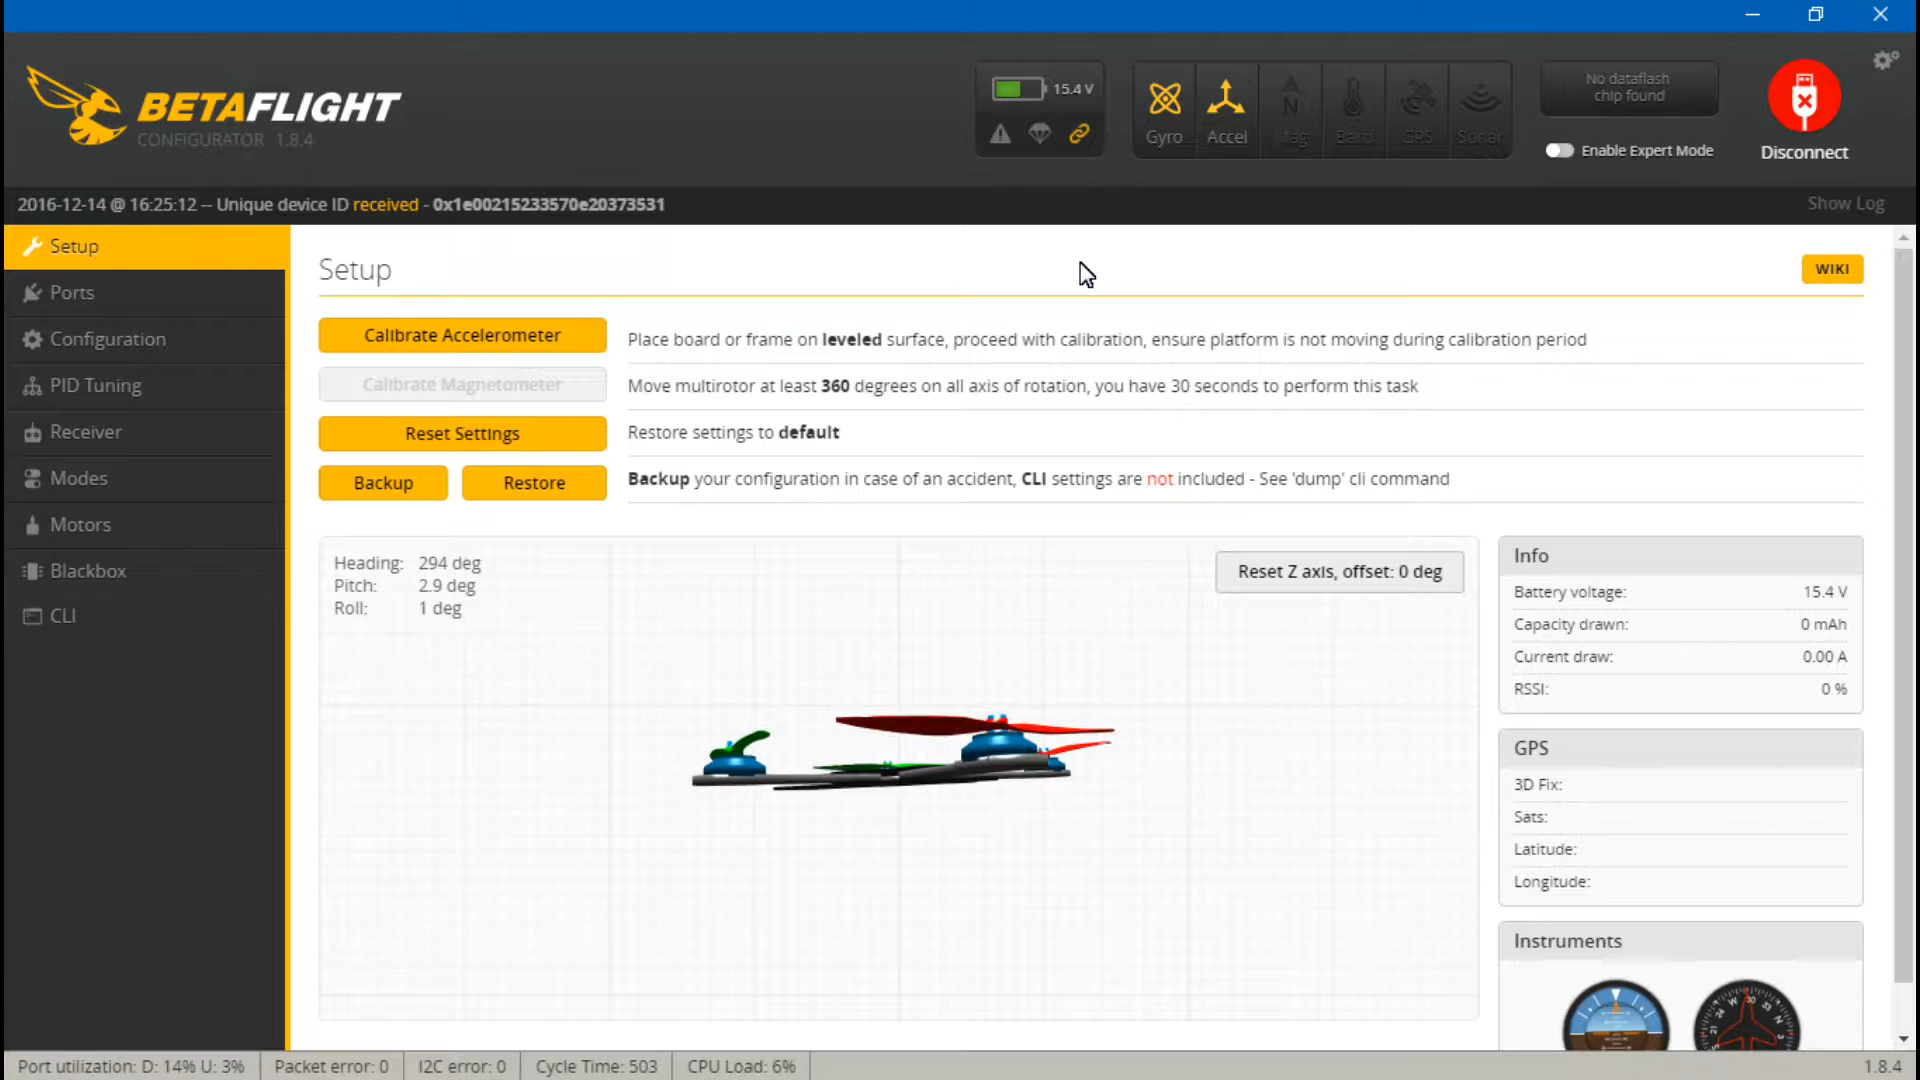 BETAFLIGHT
CONFIGURATOR 1.8.4
15.4 V
Gyro
Accel
Mag
Baro
GPS
Sonar
No dataflash
chip found
Enable Expert Mode
Disconnect
2016-12-14 @ 16:25:12 -- Unique device ID received - 0x1e00215233570e20373531
Show Log
Setup
Ports
Configuration
PID Tuning
Receiver
Modes
Motors
Blackbox
CLI
Setup
WIKI
Calibrate Accelerometer
Place board or frame on leveled surface, proceed with calibration, ensure platform is not moving during calibration period
Calibrate Magnetometer
Move multirotor at least 360 degrees on all axis of rotation, you have 30 seconds to perform this task
Reset Settings
Restore settings to default
Backup
Restore
Backup your configuration in case of an accident, CLI settings are not included - See 'dump' cli command
Heading: 294 deg
Pitch: 2.9 deg
Roll: 1 deg
Reset Z axis, offset: 0 deg
Info
Battery voltage: 15.4 V
Capacity drawn: 0 mAh
Current draw: 0.00 A
RSSI: 0 %
GPS
3D Fix:
Sats:
Latitude:
Longitude:
Instruments
Port utilization: D: 14% U: 3%
Packet error: 0
I2C error: 0
Cycle Time: 503
CPU Load: 6%
1.8.4